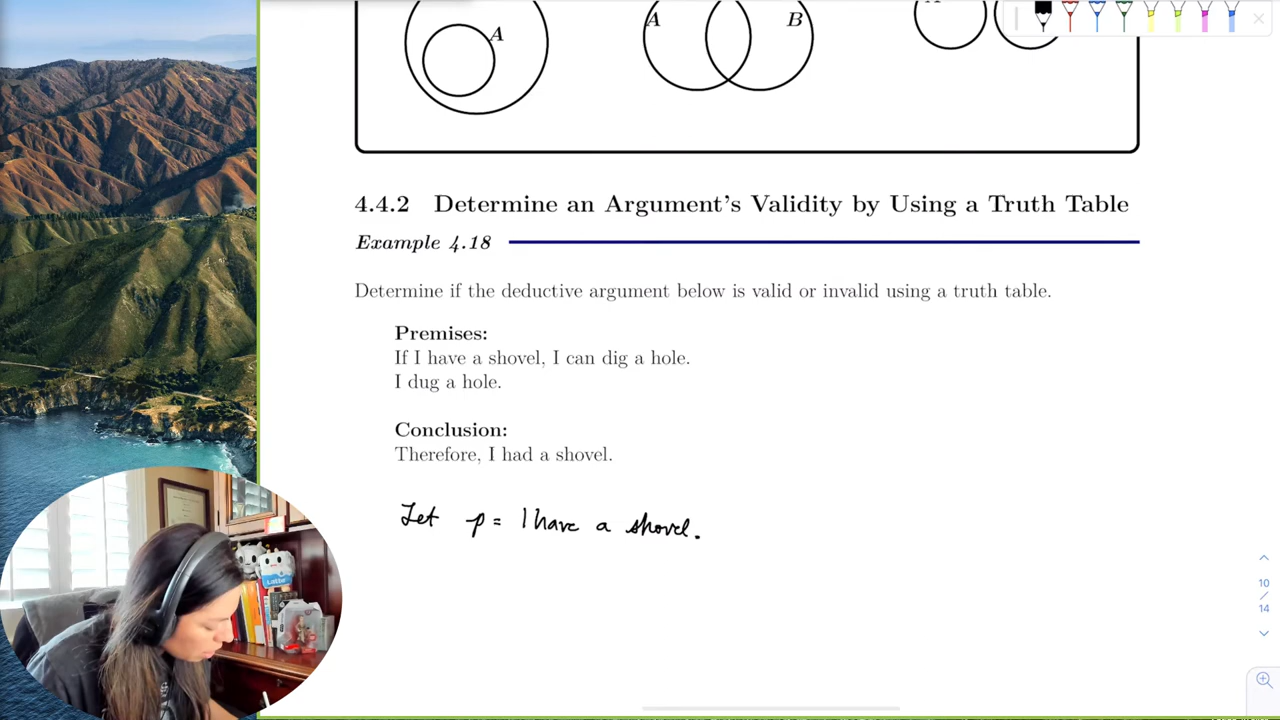 A
A
B
4.4.2 Determine an Argument's Validity by Using a Truth Table
Example 4.18
Determine if the deductive argument below is valid or invalid using a truth table.
Premises:
If I have a shovel, I can dig a hole.
I dug a hole.
Conclusion:
Therefore, I had a shovel.
Let p = I have a shovel.
10
/
14